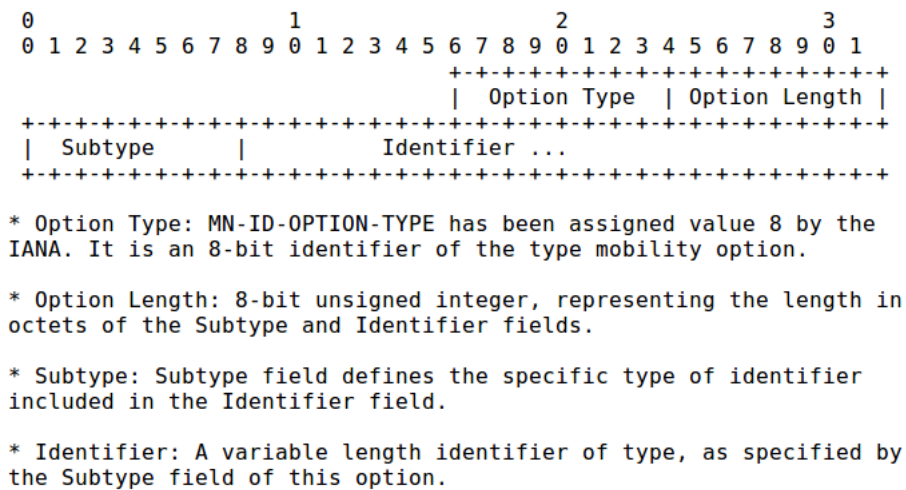 0                   1                   2                   3
0 1 2 3 4 5 6 7 8 9 0 1 2 3 4 5 6 7 8 9 0 1 2 3 4 5 6 7 8 9 0 1
                                +-+-+-+-+-+-+-+-+-+-+-+-+-+-+-+-+
                                |  Option Type  | Option Length |
+-+-+-+-+-+-+-+-+-+-+-+-+-+-+-+-+-+-+-+-+-+-+-+-+-+-+-+-+-+-+-+-+
|  Subtype      |          Identifier ...
+-+-+-+-+-+-+-+-+-+-+-+-+-+-+-+-+-+-+-+-+-+-+-+-+-+-+-+-+-+-+-+-+
* Option Type: MN-ID-OPTION-TYPE has been assigned value 8 by the
IANA. It is an 8-bit identifier of the type mobility option.
* Option Length: 8-bit unsigned integer, representing the length in
octets of the Subtype and Identifier fields.
* Subtype: Subtype field defines the specific type of identifier
included in the Identifier field.
* Identifier: A variable length identifier of type, as specified by
the Subtype field of this option.